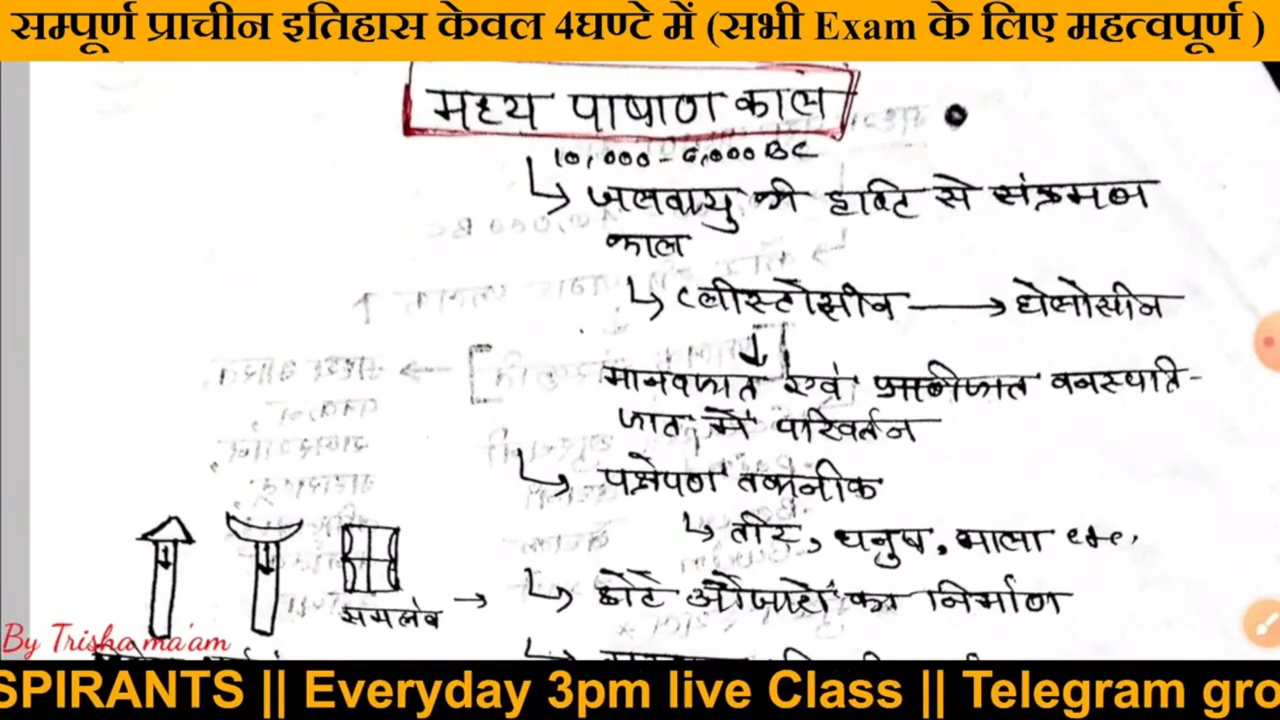 सम्पूर्ण प्राचीन इतिहास केवल 4घण्टे में (सभी Exam के लिए महत्वपूर्ण )
मध्य पाषाण काल
10,000 - 6,000 BC
↳ जलवायु की दृष्टि से संक्रमण
काल
↳ प्लीस्टोसीन → होलोसीन
↓
मानवजात एवं प्राणीजात वनस्पति-
जात में परिवर्तन
↳ पक्षेपण तकनीक
↳ तीर, धनुष, भाला etc,
↳ छोटे औजारों का निर्माण
समलंब →
By Trisha ma'am
SPIRANTS || Everyday 3pm live Class || Telegram gro